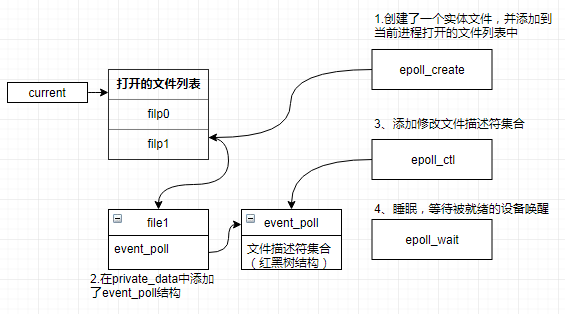 1.创建了一个实体文件，并添加到
当前进程打开的文件列表中
打开的文件列表
current
epoll_create
filp0
filp1
3、添加修改文件描述符集合
epoll_ctl
4、睡眠，等待被就绪的设备唤醒
file1
event_poll
epoll_wait
event_poll
文件描述符集合
（红黑树结构）
2.在private_data中添加
了event_poll结构